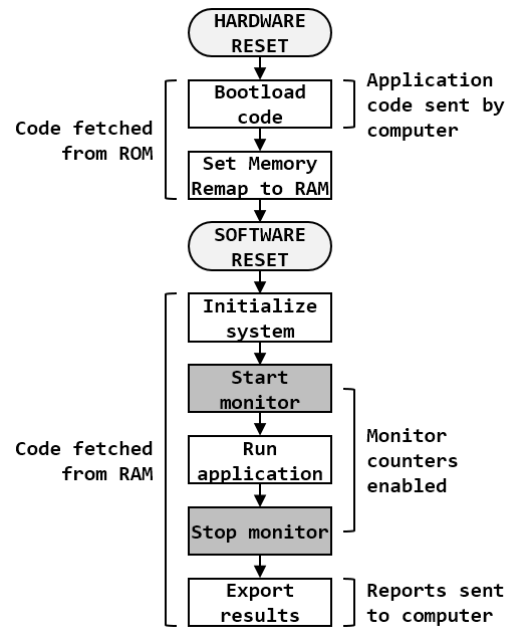 HARDWARE
RESET
Bootload
code
Application
code sent by
computer
Code fetched
from ROM
Set Memory
Remap to RAM
SOFTWARE
RESET
Initialize
system
Start
monitor
Run
application
Monitor
counters
enabled
Code fetched
from RAM
Stop monitor
Export
results
Reports sent
to computer